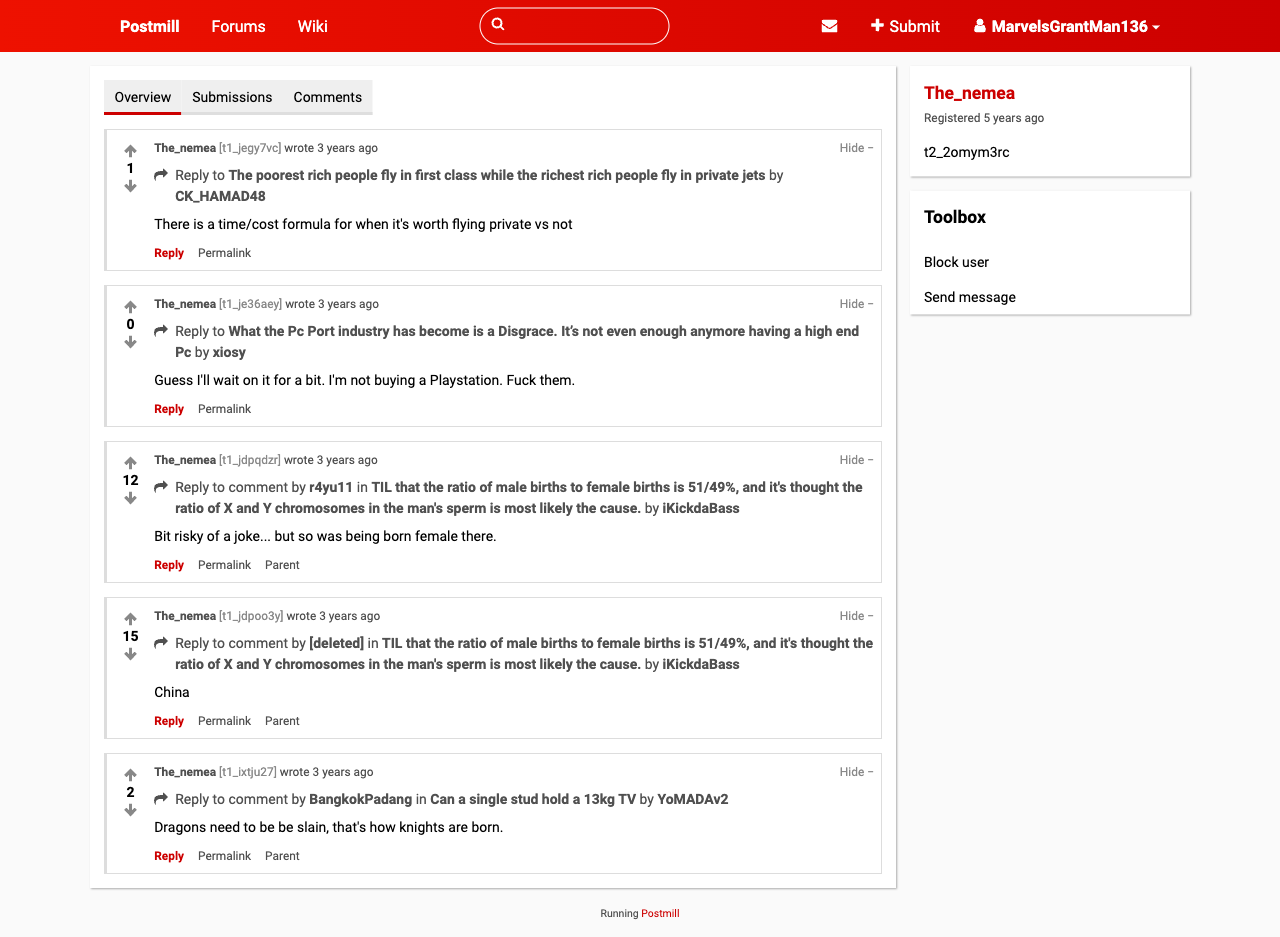 Postmill Forums Wiki Submit MarvelsGrantMan136
Overview Submissions Comments
The_nemea [t1_jegy7vc] wrote 3 years ago Hide −
1
Reply to The poorest rich people fly in first class while the richest rich people fly in private jets by
CK_HAMAD48
There is a time/cost formula for when it's worth flying private vs not
Reply Permalink
The_nemea [t1_je36aey] wrote 3 years ago Hide −
0
Reply to What the Pc Port industry has become is a Disgrace. It’s not even enough anymore having a high end
Pc by xiosy
Guess I'll wait on it for a bit. I'm not buying a Playstation. Fuck them.
Reply Permalink
The_nemea [t1_jdpqdzr] wrote 3 years ago Hide −
12
Reply to comment by r4yu11 in TIL that the ratio of male births to female births is 51/49%, and it's thought the
ratio of X and Y chromosomes in the man's sperm is most likely the cause. by iKickdaBass
Bit risky of a joke... but so was being born female there.
Reply Permalink Parent
The_nemea [t1_jdpoo3y] wrote 3 years ago Hide −
15
Reply to comment by [deleted] in TIL that the ratio of male births to female births is 51/49%, and it's thought the
ratio of X and Y chromosomes in the man's sperm is most likely the cause. by iKickdaBass
China
Reply Permalink Parent
The_nemea [t1_ixtju27] wrote 3 years ago Hide −
2
Reply to comment by BangkokPadang in Can a single stud hold a 13kg TV by YoMADAv2
Dragons need to be be slain, that's how knights are born.
Reply Permalink Parent
The_nemea
Registered 5 years ago
t2_2omym3rc
Toolbox
Block user
Send message
Running Postmill